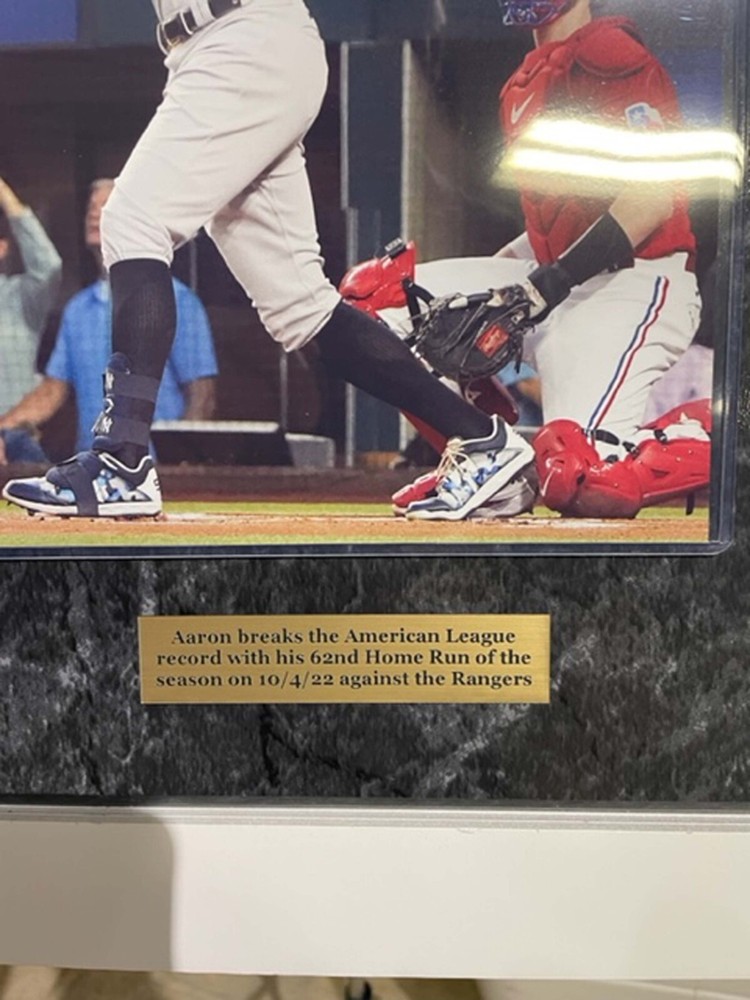 Aaron breaks the American League
record with his 62nd Home Run of the
season on 10/4/22 against the Rangers